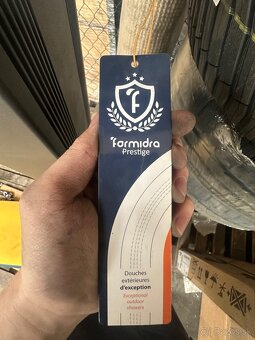 formidra
Prestige
Douches
extérieures
d'exception
Exceptional
outdoor
showers